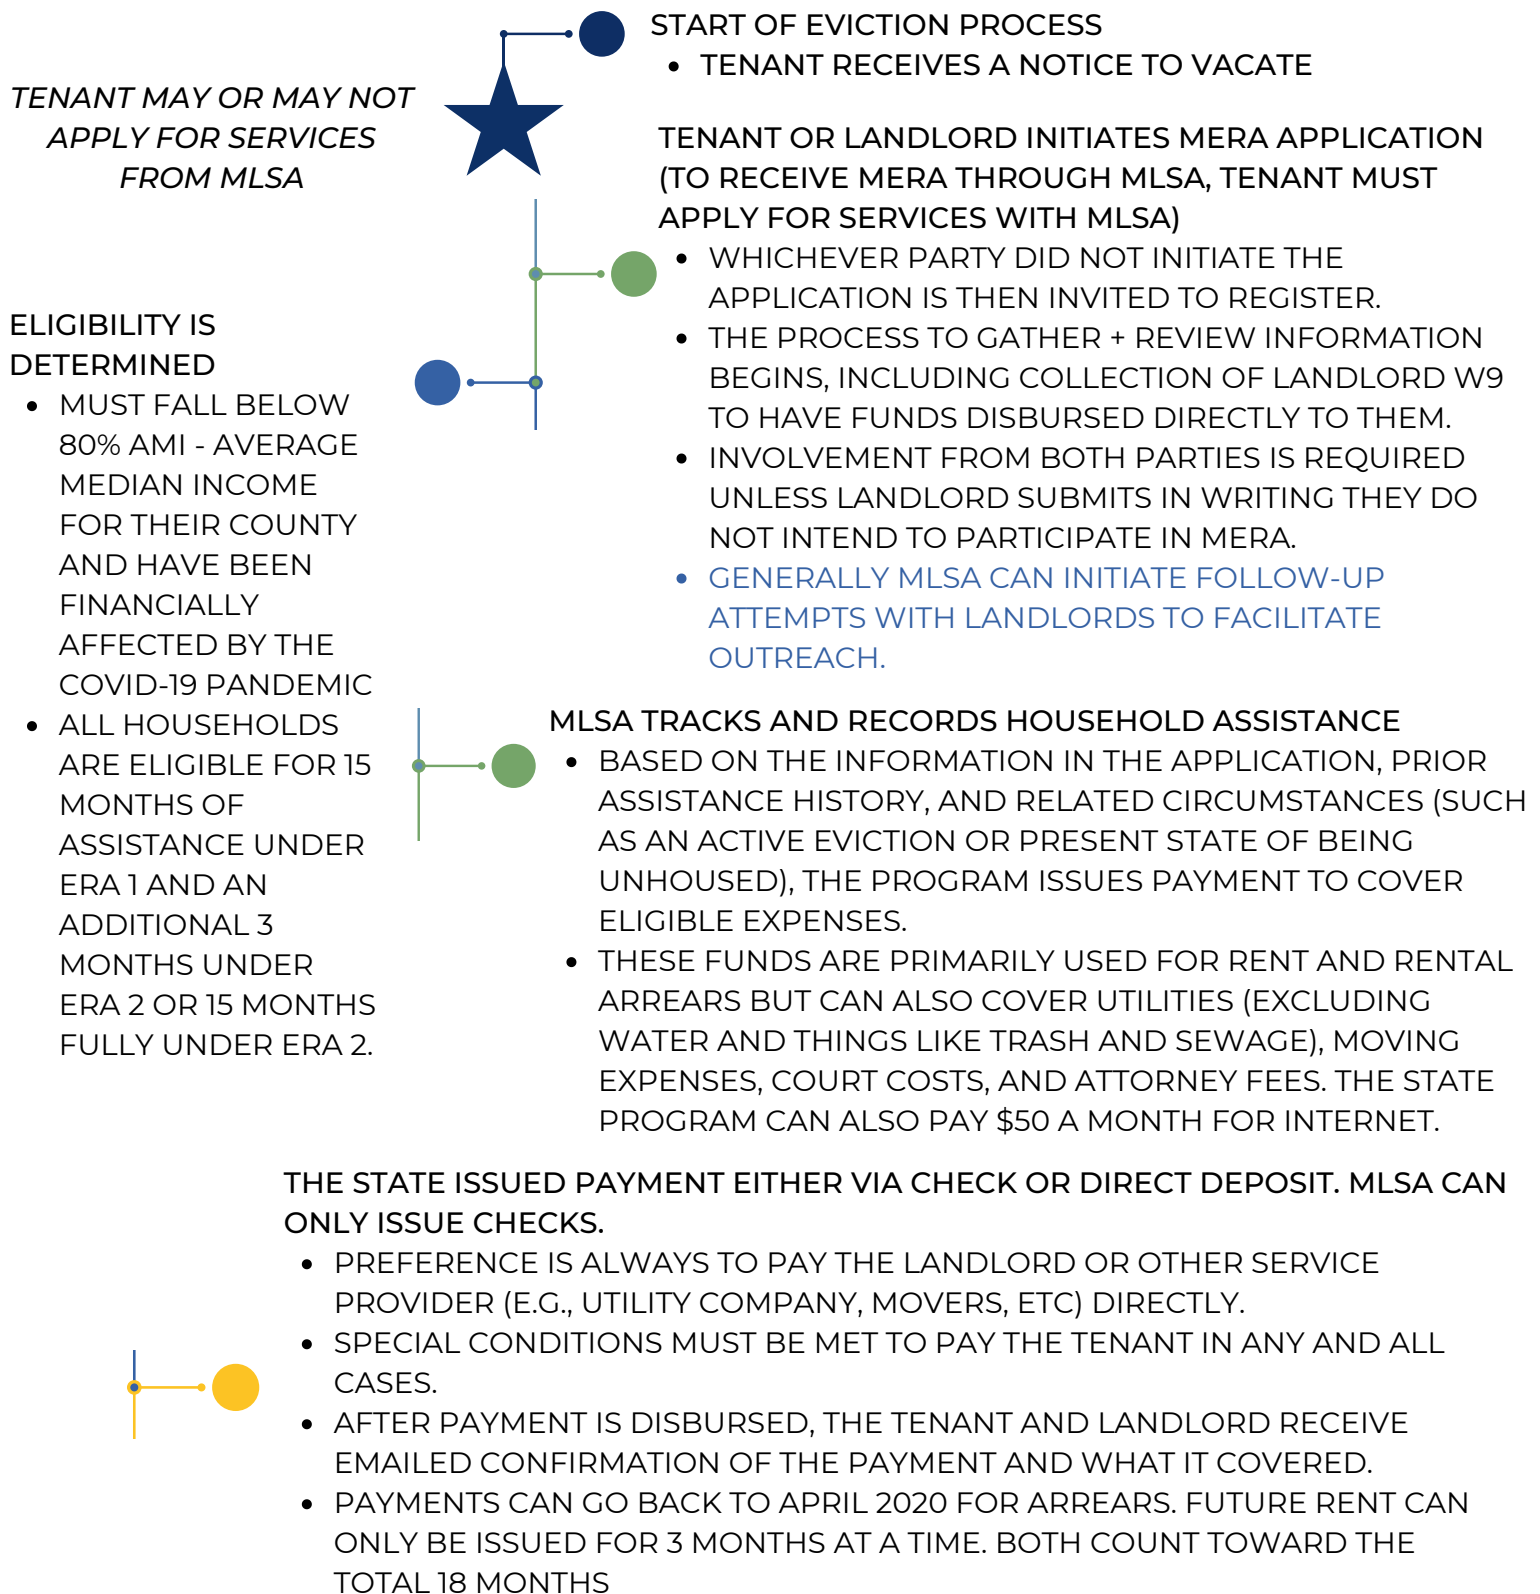 START OF EVICTION PROCESS
• TENANT RECEIVES A NOTICE TO VACATE
TENANT MAY OR MAY NOT
APPLY FOR SERVICES
FROM MLSA
TENANT OR LANDLORD INITIATES MERA APPLICATION
(TO RECEIVE MERA THROUGH MLSA, TENANT MUST
APPLY FOR SERVICES WITH MLSA)
• WHICHEVER PARTY DID NOT INITIATE THE
APPLICATION IS THEN INVITED TO REGISTER.
• THE PROCESS TO GATHER + REVIEW INFORMATION
BEGINS, INCLUDING COLLECTION OF LANDLORD W9
TO HAVE FUNDS DISBURSED DIRECTLY TO THEM.
• INVOLVEMENT FROM BOTH PARTIES IS REQUIRED
UNLESS LANDLORD SUBMITS IN WRITING THEY DO
NOT INTEND TO PARTICIPATE IN MERA.
• GENERALLY MLSA CAN INITIATE FOLLOW-UP
ATTEMPTS WITH LANDLORDS TO FACILITATE
OUTREACH.
ELIGIBILITY IS
DETERMINED
• MUST FALL BELOW
80% AMI - AVERAGE
MEDIAN INCOME
FOR THEIR COUNTY
AND HAVE BEEN
FINANCIALLY
AFFECTED BY THE
COVID-19 PANDEMIC
• ALL HOUSEHOLDS
ARE ELIGIBLE FOR 15
MONTHS OF
ASSISTANCE UNDER
ERA 1 AND AN
ADDITIONAL 3
MONTHS UNDER
ERA 2 OR 15 MONTHS
FULLY UNDER ERA 2.
MLSA TRACKS AND RECORDS HOUSEHOLD ASSISTANCE
• BASED ON THE INFORMATION IN THE APPLICATION, PRIOR
ASSISTANCE HISTORY, AND RELATED CIRCUMSTANCES (SUCH
AS AN ACTIVE EVICTION OR PRESENT STATE OF BEING
UNHOUSED), THE PROGRAM ISSUES PAYMENT TO COVER
ELIGIBLE EXPENSES.
• THESE FUNDS ARE PRIMARILY USED FOR RENT AND RENTAL
ARREARS BUT CAN ALSO COVER UTILITIES (EXCLUDING
WATER AND THINGS LIKE TRASH AND SEWAGE), MOVING
EXPENSES, COURT COSTS, AND ATTORNEY FEES. THE STATE
PROGRAM CAN ALSO PAY $50 A MONTH FOR INTERNET.
THE STATE ISSUED PAYMENT EITHER VIA CHECK OR DIRECT DEPOSIT. MLSA CAN
ONLY ISSUE CHECKS.
• PREFERENCE IS ALWAYS TO PAY THE LANDLORD OR OTHER SERVICE
PROVIDER (E.G., UTILITY COMPANY, MOVERS, ETC) DIRECTLY.
• SPECIAL CONDITIONS MUST BE MET TO PAY THE TENANT IN ANY AND ALL
CASES.
• AFTER PAYMENT IS DISBURSED, THE TENANT AND LANDLORD RECEIVE
EMAILED CONFIRMATION OF THE PAYMENT AND WHAT IT COVERED.
• PAYMENTS CAN GO BACK TO APRIL 2020 FOR ARREARS. FUTURE RENT CAN
ONLY BE ISSUED FOR 3 MONTHS AT A TIME. BOTH COUNT TOWARD THE
TOTAL 18 MONTHS